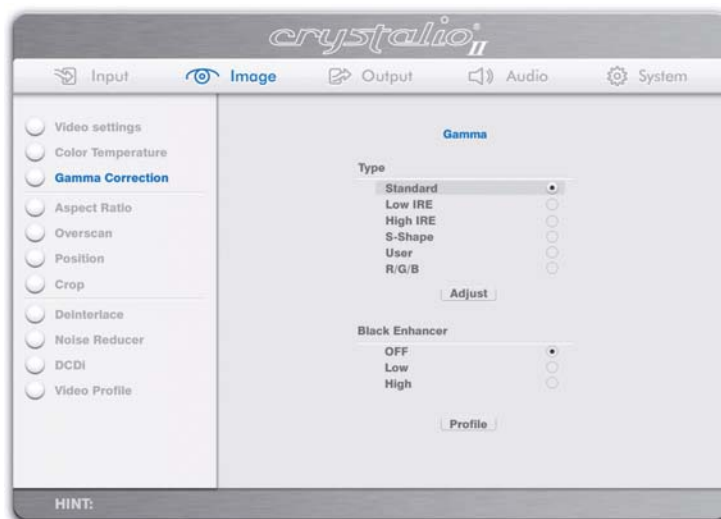 crystalio II
Input Image Output Audio System
Video settings
Color Temperature
Gamma Correction
Aspect Ratio
Overscan
Position
Crop
Deinterlace
Noise Reducer
DCDi
Video Profile
Gamma
Type
Standard
Low IRE
High IRE
S-Shape
User
R/G/B
Adjust
Black Enhancer
OFF
Low
High
Profile
HINT: